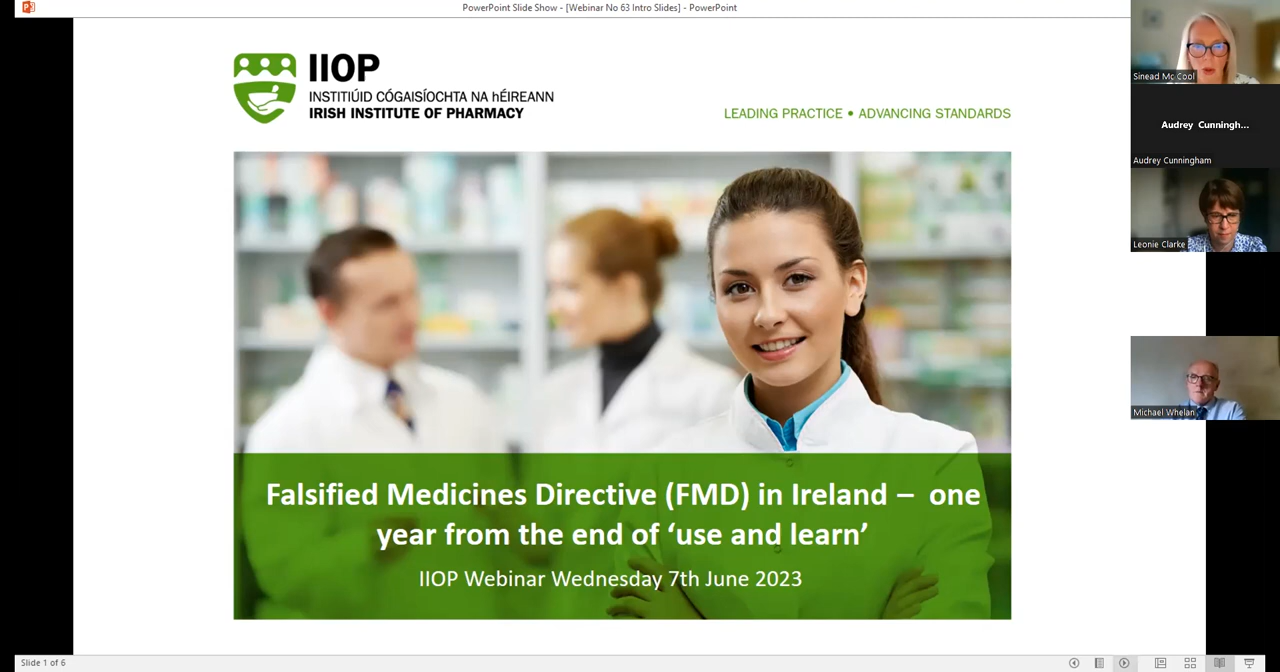 PowerPoint Slide Show - [Webinar No 63 Intro Slides] - PowerPoint
IIOP
INSTITIÚID CÓGAISÍOCHTA NA hÉIREANN
IRISH INSTITUTE OF PHARMACY
LEADING PRACTICE • ADVANCING STANDARDS
Falsified Medicines Directive (FMD) in Ireland – one
year from the end of ‘use and learn’
IIOP Webinar Wednesday 7th June 2023
Sinead Mc Cool
Audrey Cunningh...
Audrey Cunningham
Leonie Clarke
Michael Whelan
Slide 1 of 6